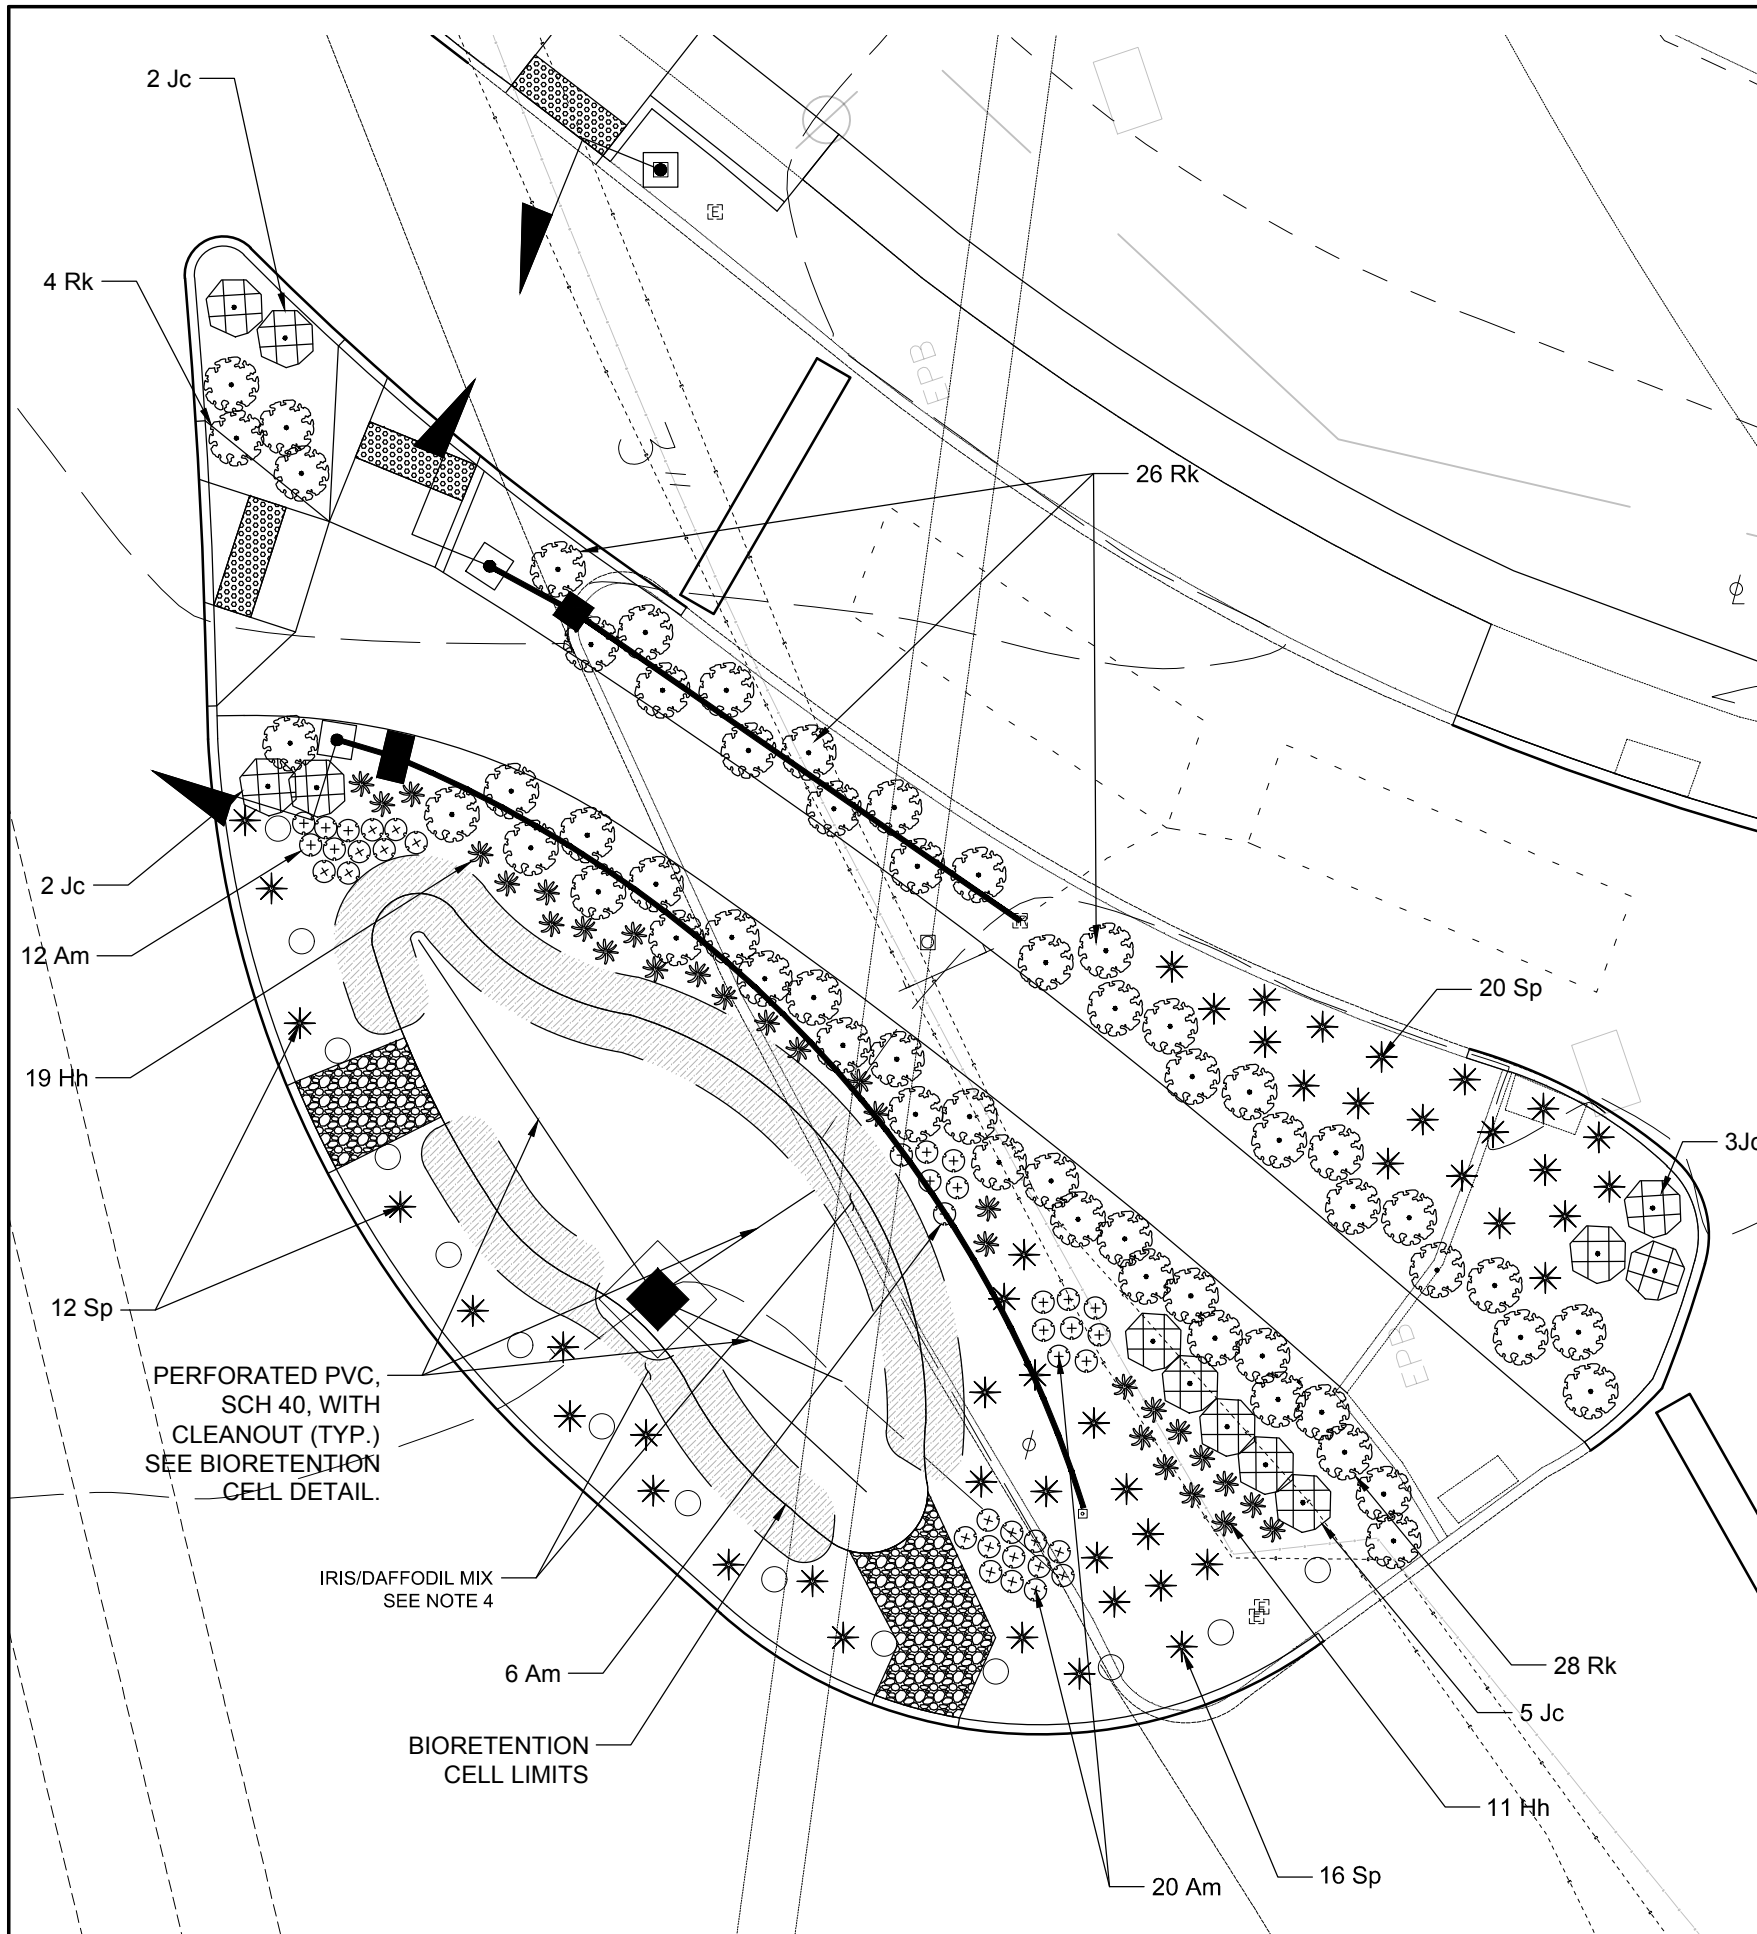 2 Jc
4 Rk
E
EPB
26 Rk
20 Sp
2 Jc
12 Am
19 Hh
3Jc
12 Sp
PERFORATED PVC,
SCH 40, WITH
CLEANOUT (TYP.)
SEE BIORETENTION
CELL DETAIL.
EPB
IRIS/DAFFODIL MIX
SEE NOTE 4
E
E
6 Am
28 Rk
5 Jc
BIORETENTION
CELL LIMITS
11 Hh
16 Sp
20 Am